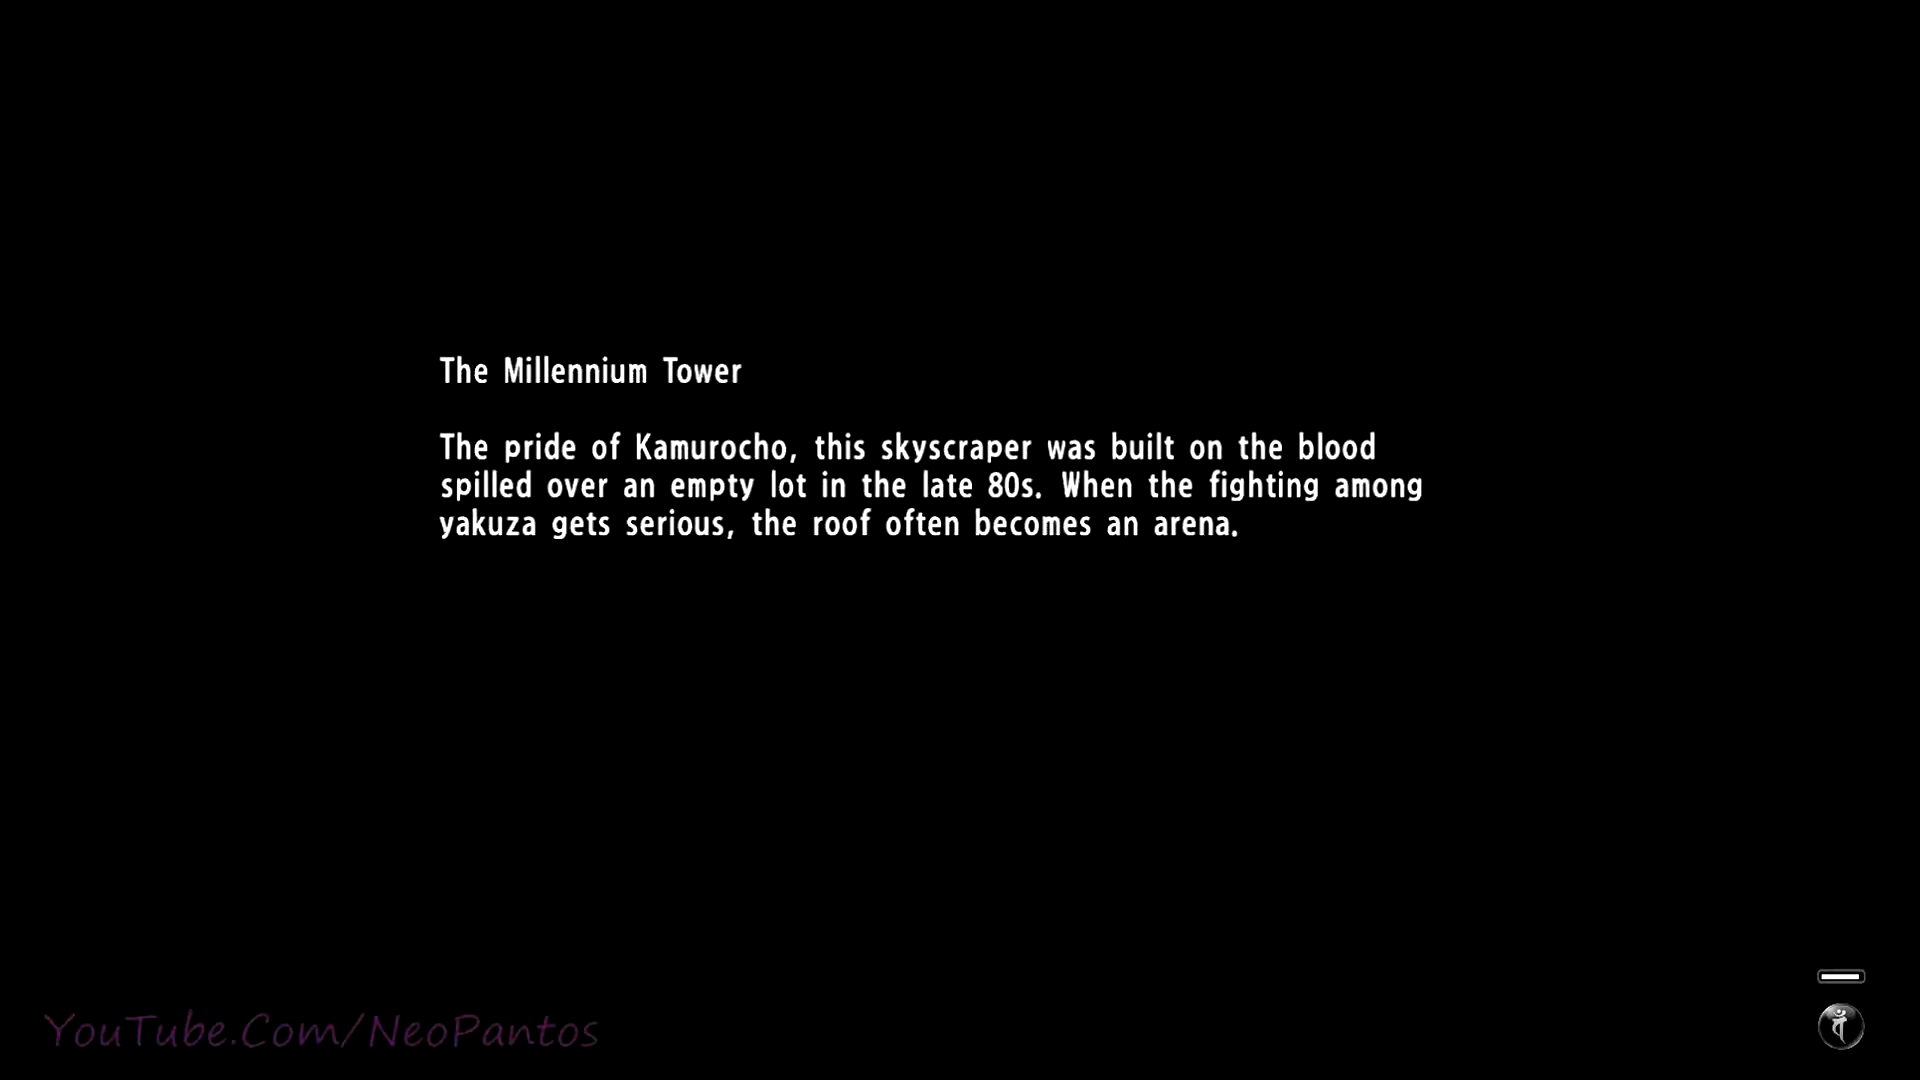 The Millennium Tower
The pride of Kamurocho, this skyscraper was built on the blood
spilled over an empty lot in the late 80s. When the fighting among
yakuza gets serious, the roof often becomes an arena.
YouTube.Com/NeoPantos